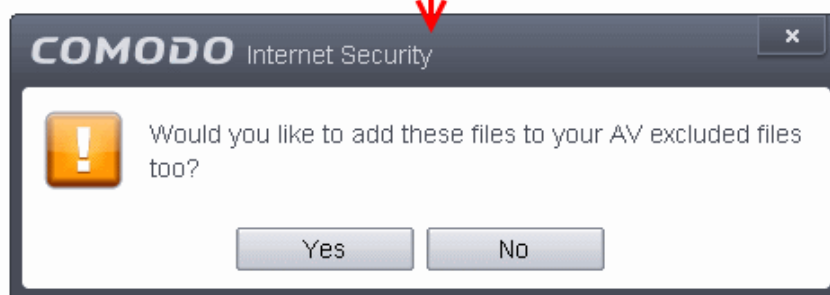 COMODO Internet Security
Would you like to add these files to your AV excluded files
too?
Yes No